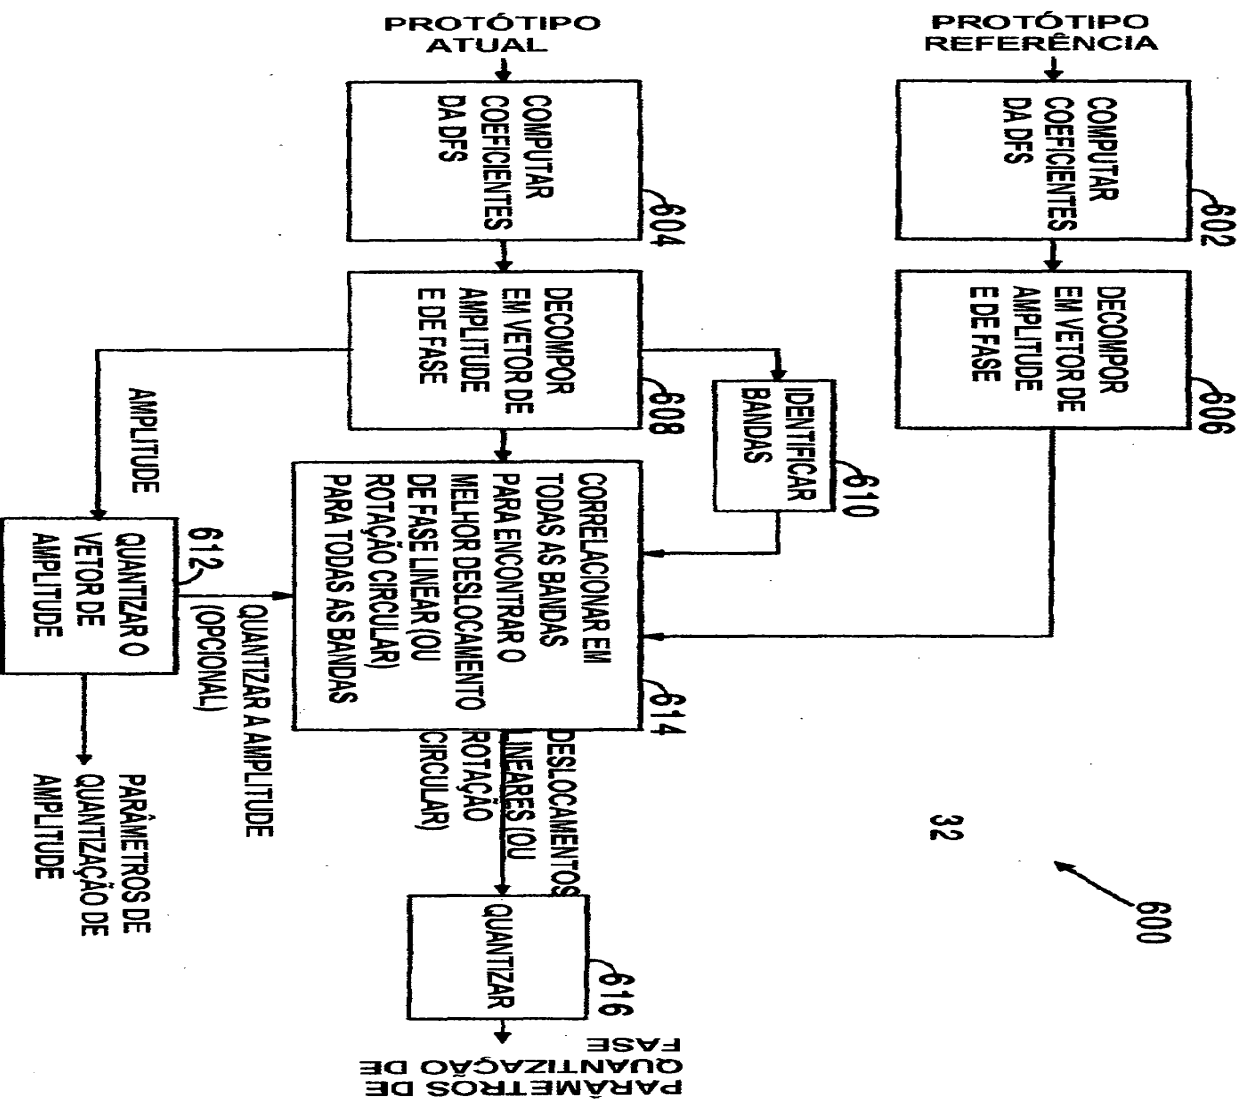 PROTÓTIPO
REFERÊNCIA
COMPUTAR
COEFICIENTES
DA DFS
602
DECOMPOR
EM VETOR DE
AMPLITUDE
E DE FASE
606
PROTÓTIPO
ATUAL
COMPUTAR
COEFICIENTES
DA DFS
604
DECOMPOR
EM VETOR DE
AMPLITUDE
E DE FASE
608
IDENTIFICAR
BANDAS
610
CORRELACIONAR EM
TODAS AS BANDAS
PARA ENCONTRAR O
MELHOR DESLOCAMENTO
DE FASE LINEAR (OU
ROTAÇÃO CIRCULAR)
PARA TODAS AS BANDAS
614
DESLOCAMENTOS
LINEARES (OU
ROTAÇÃO
CIRCULAR)
QUANTIZAR
616
PARÂMETROS DE
QUANTIZAÇÃO DE
FASE
AMPLITUDE
QUANTIZAR O
VETOR DE
AMPLITUDE
612
QUANTIZAR A AMPLITUDE
(OPCIONAL)
PARÂMETROS DE
QUANTIZAÇÃO DE
AMPLITUDE
32
600